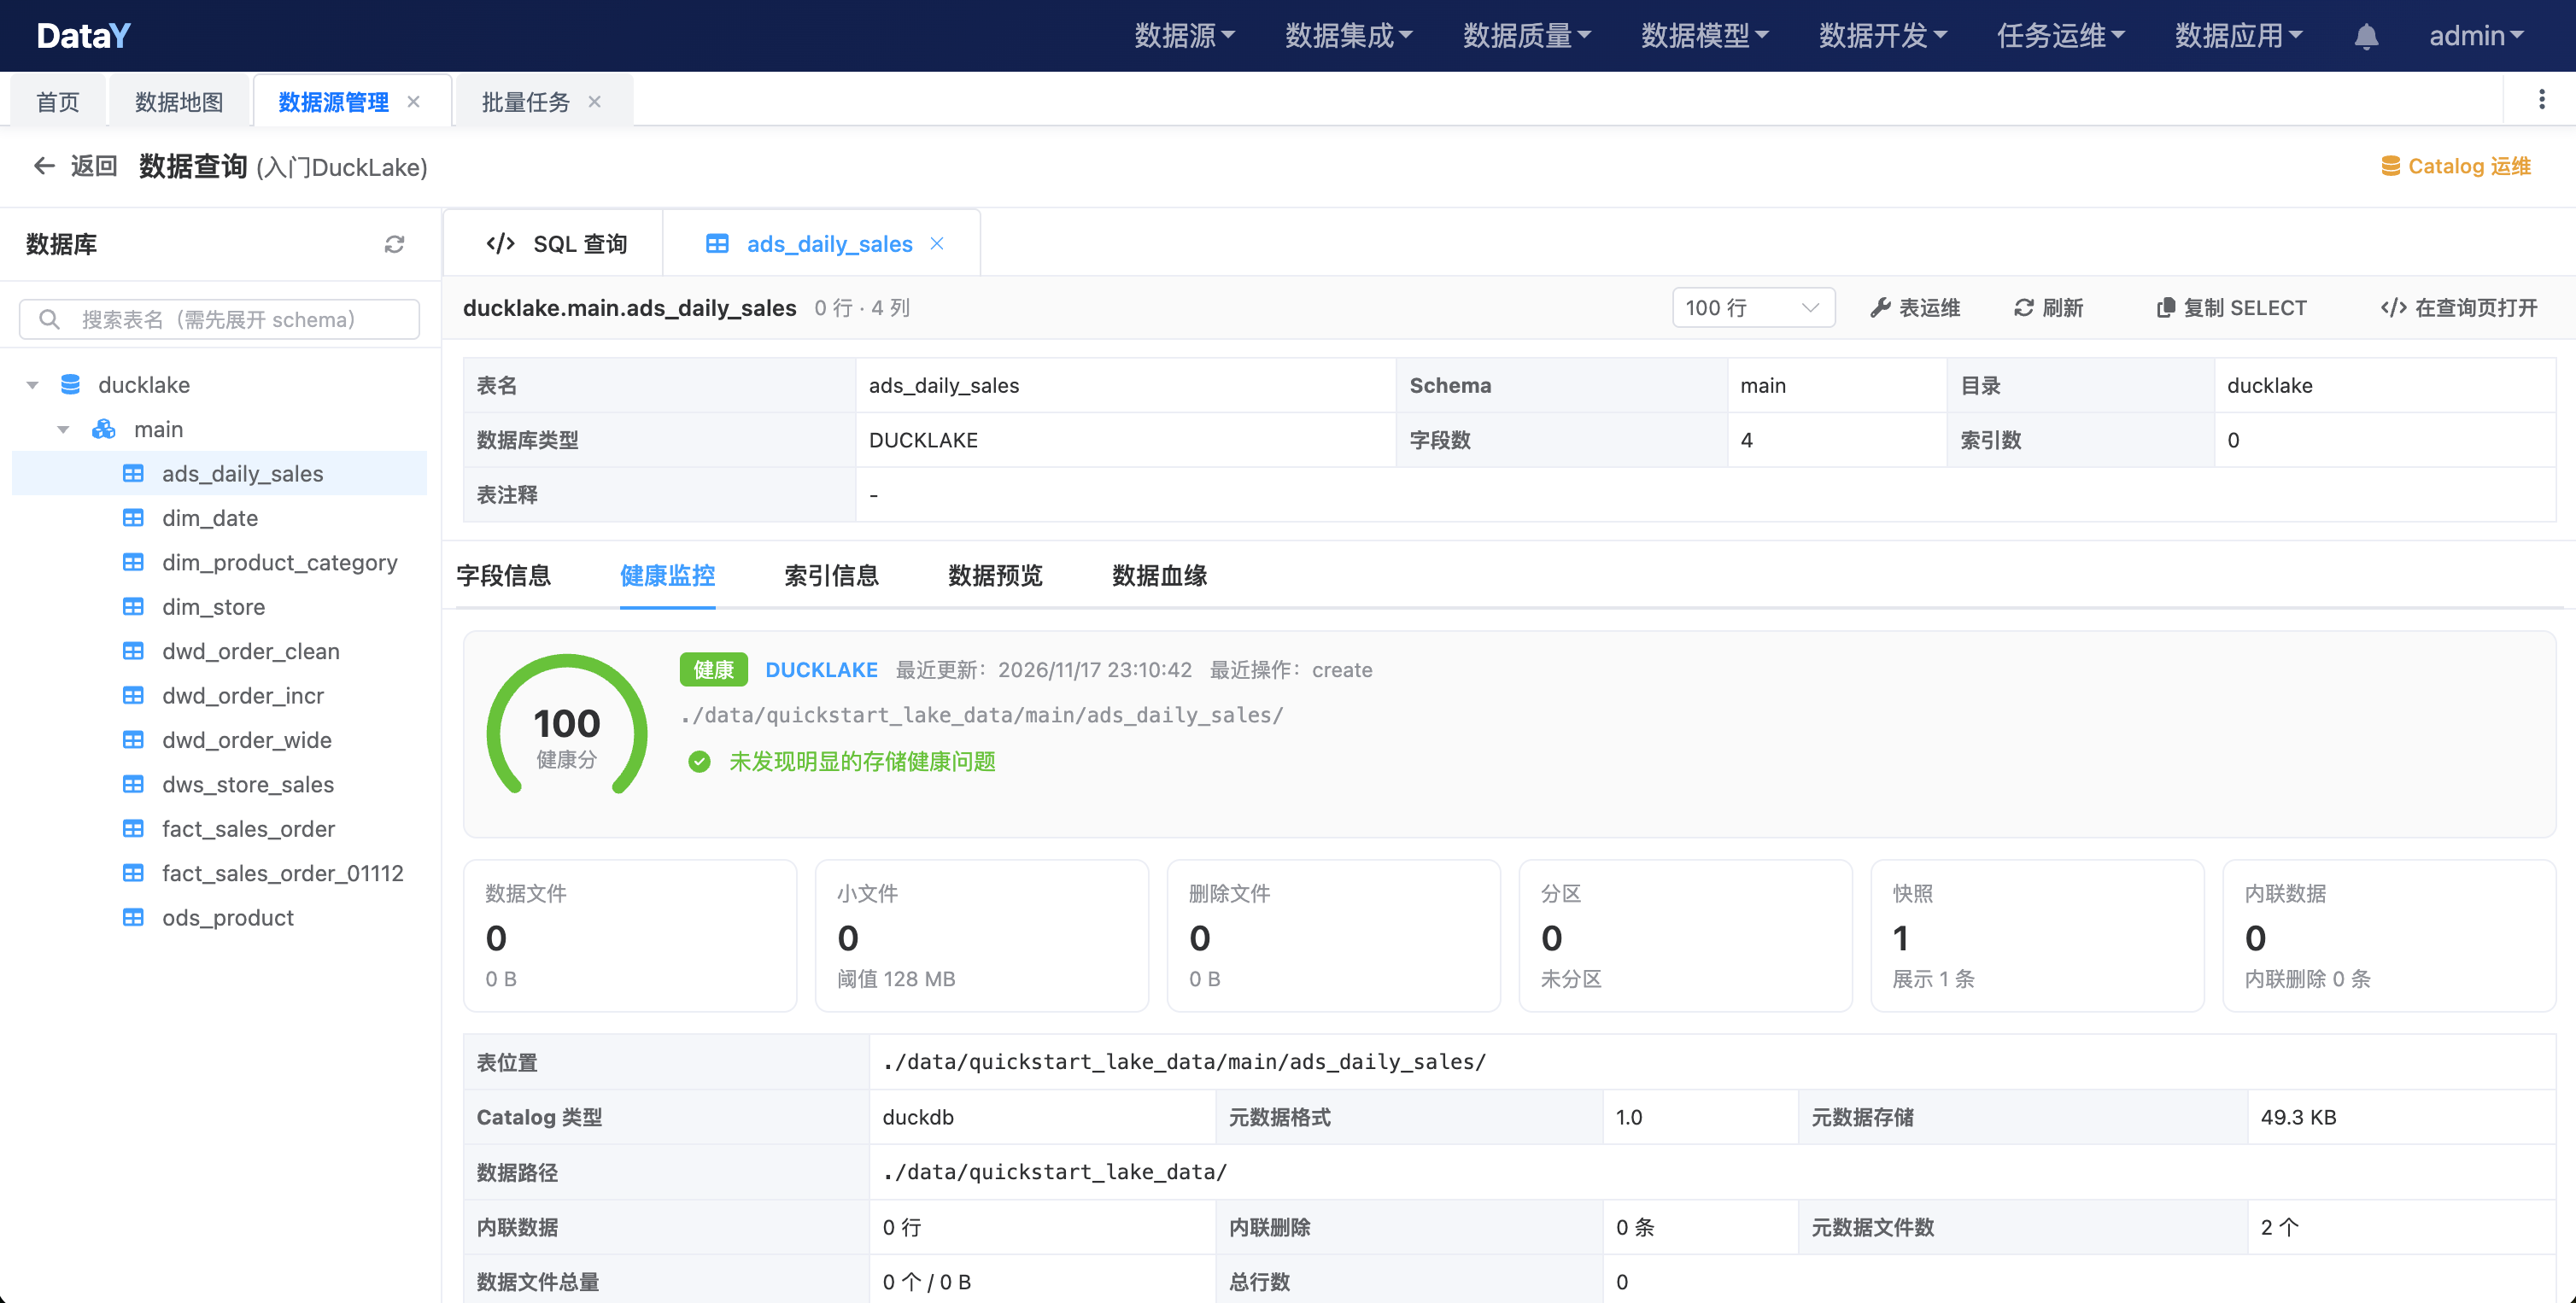 DataY 数据源 数据集成 数据质量 数据模型 数据开发 任务运维 数据应用 admin
首页 数据地图 数据源管理 批量任务
返回 数据查询 (入门DuckLake) Catalog 运维
数据库
搜索表名（需先展开 schema）
ducklake
main
ads_daily_sales
dim_date
dim_product_category
dim_store
dwd_order_clean
dwd_order_incr
dwd_order_wide
dws_store_sales
fact_sales_order
fact_sales_order_01112
ods_product
SQL 查询 ads_daily_sales
ducklake.main.ads_daily_sales 0 行 · 4 列 100 行 表运维 刷新 复制 SELECT 在查询页打开
表名 ads_daily_sales Schema main 目录 ducklake
数据库类型 DUCKLAKE 字段数 4 索引数 0
表注释 -
字段信息 健康监控 索引信息 数据预览 数据血缘
100
健康分
健康 DUCKLAKE 最近更新：2026/11/17 23:10:42 最近操作：create
./data/quickstart_lake_data/main/ads_daily_sales/
未发现明显的存储健康问题
数据文件 小文件 删除文件 分区 快照 内联数据
0 0 0 0 1 0
0 B 阈值 128 MB 0 B 未分区 展示 1 条 内联删除 0 条
表位置 ./data/quickstart_lake_data/main/ads_daily_sales/
Catalog 类型 duckdb 元数据格式 1.0 元数据存储 49.3 KB
数据路径 ./data/quickstart_lake_data/
内联数据 0 行 内联删除 0 条 元数据文件数 2 个
数据文件总量 0 个 / 0 B 总行数 0